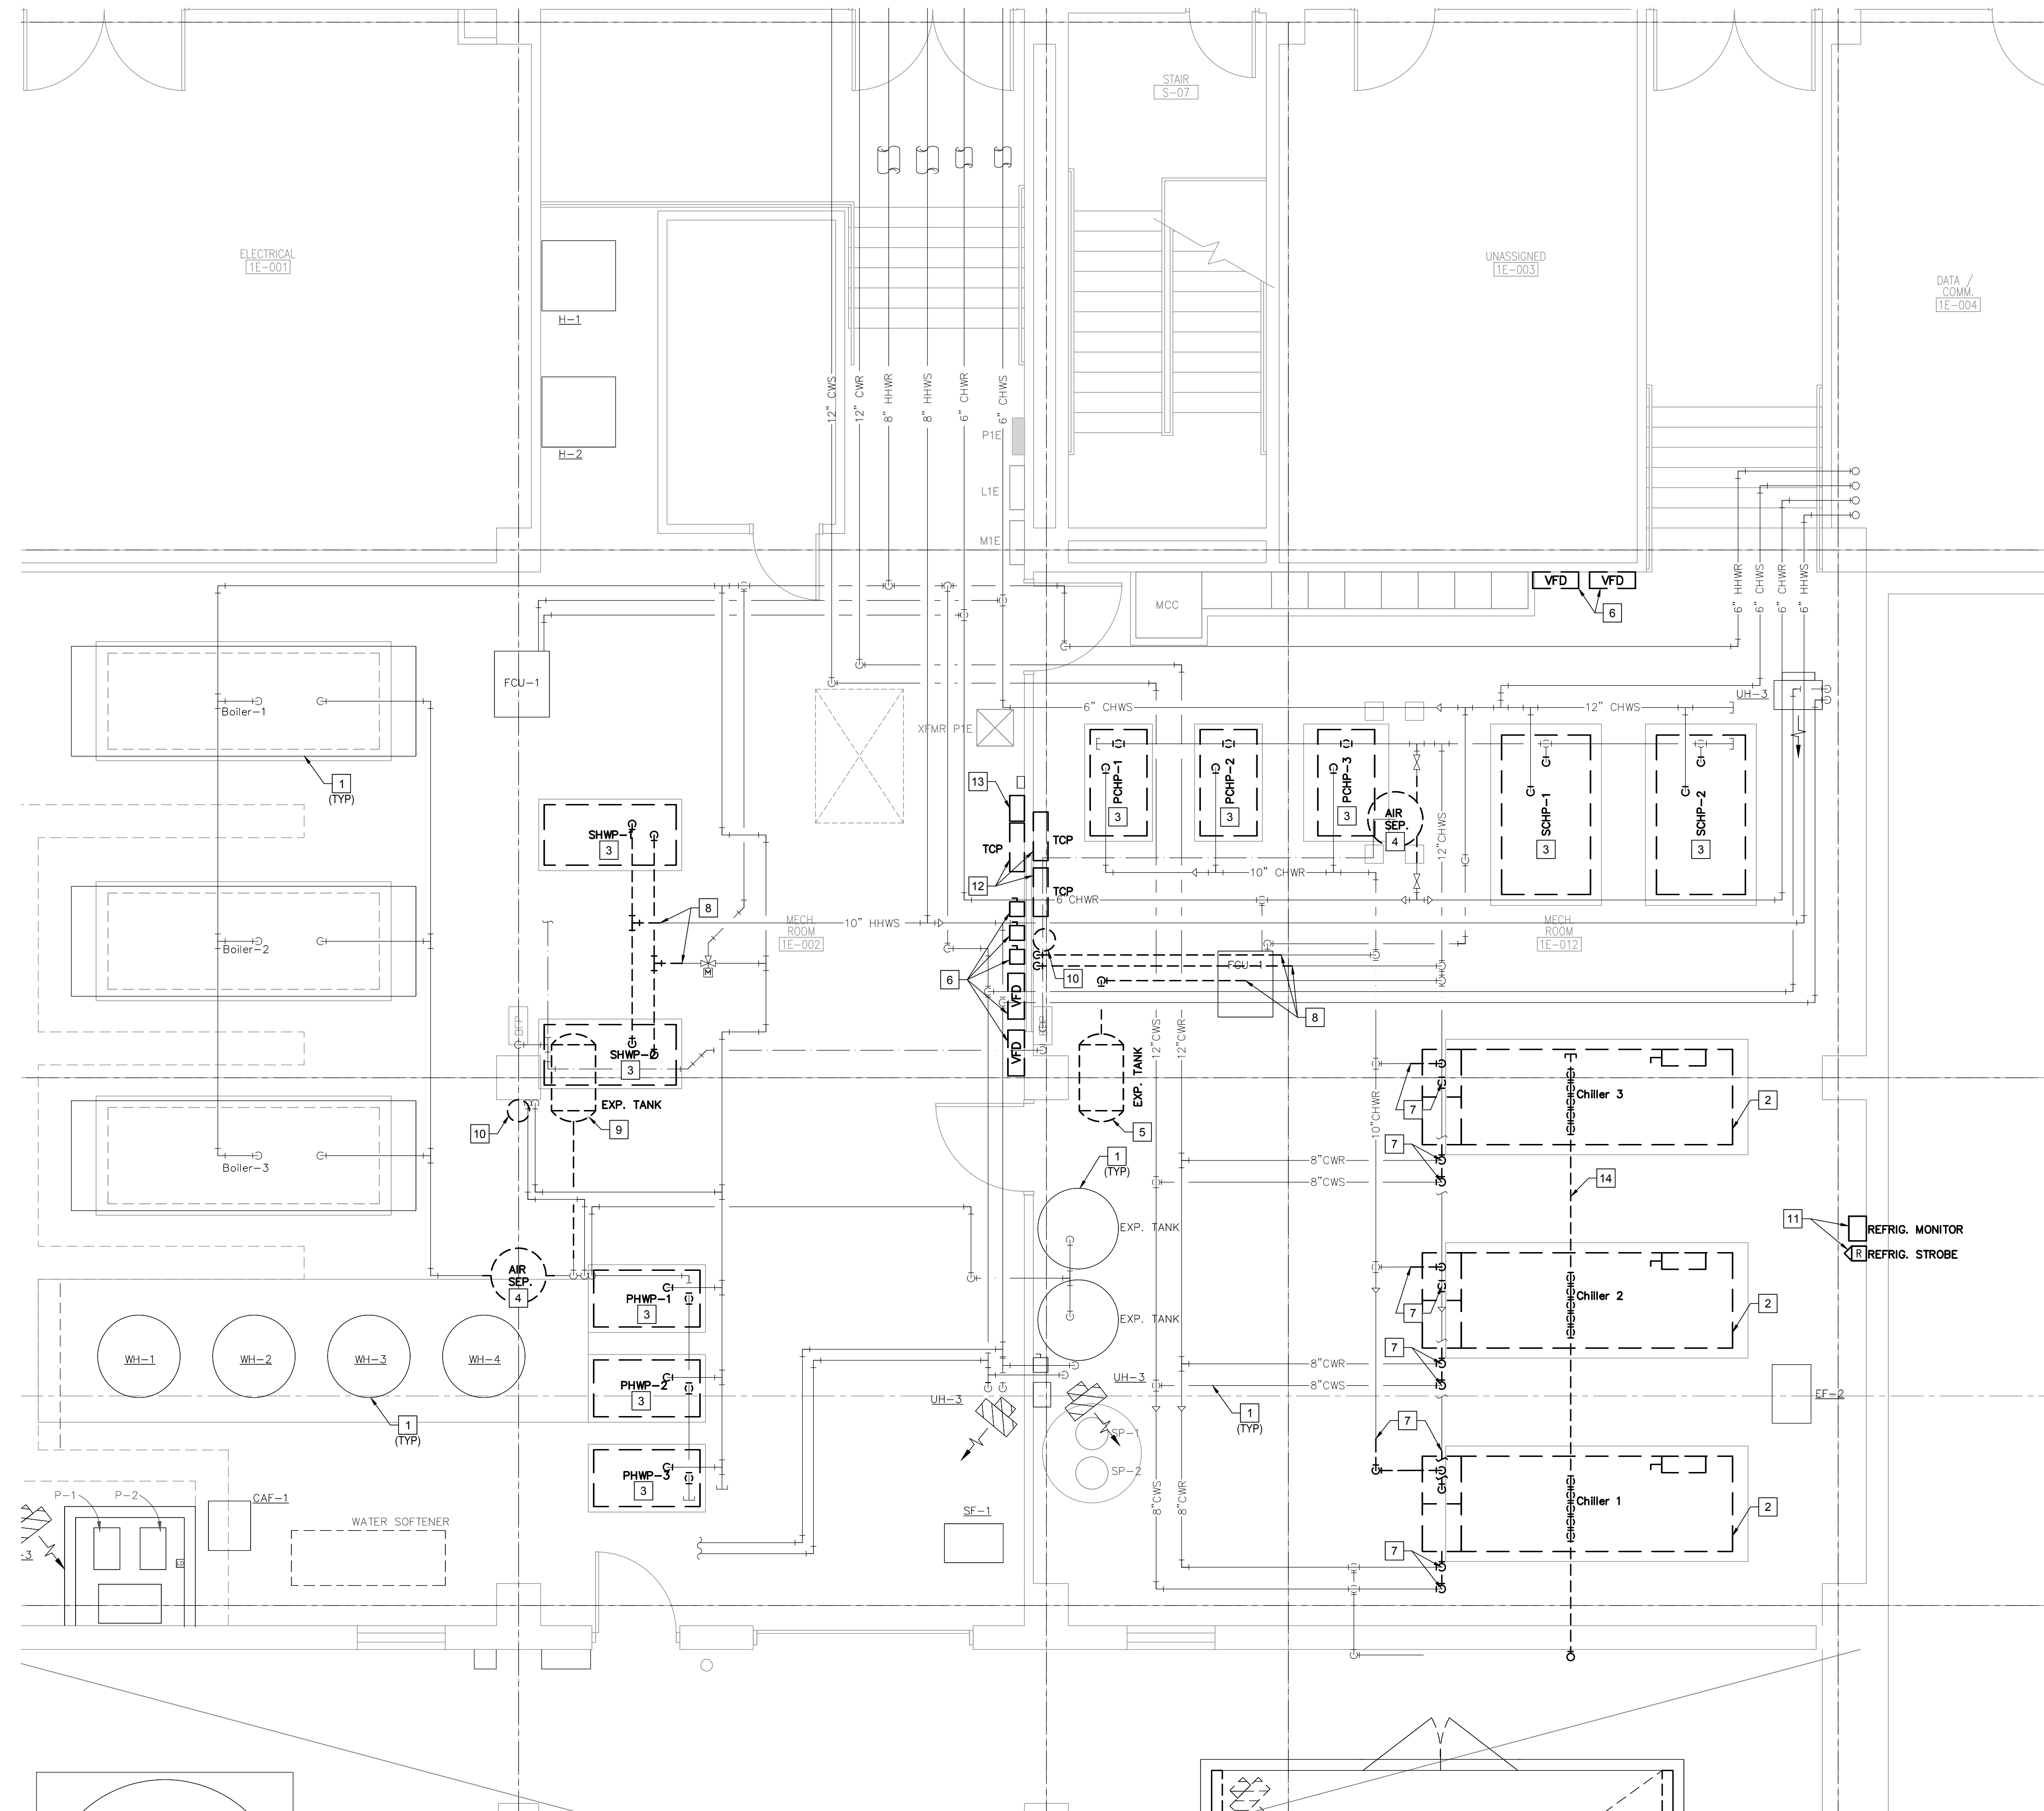 STAIR
S-07
ELECTRICAL
1E-001
H-1
H-2
UNASSIGNED
1E-003
DATA /
COMM.
1E-004
12" CWS
12" CWR
8" HHWR
8" HHWS
6" CHWR
6" CHWS
P1E
L1E
M1E
MCC
VFD
VFD
6
6" HHWR
6" CHWS
6" CHWR
6" HHWS
FCU-1
Boiler-1
1
(TYP)
XFMR P1E
6" CHWS
12" CHWS
UH-3
PCHP-1
3
PCHP-2
3
PCHP-3
3
AIR
SEP.
4
12"CHWS
SCHP-1
3
SCHP-2
3
13
TCP
12
TCP
SHWP-1
3
8
10" CHWR
6"CHWR
MECH.
ROOM
1E-002
10" HHWS
MECH.
ROOM
1E-012
Boiler-2
M
6
10
FCU-1
8
VFD
VFD
SHWP-2
3
EXP. TANK
9
10
EXP. TANK
5
12"CWS
12"CWR
10"CHWR
7
Chiller 3
2
7
8"CWR
8"CWS
1
(TYP)
14
Boiler-3
EXP. TANK
EXP. TANK
11
REFRIG. MONITOR
R
REFRIG. STROBE
AIR
SEP.
4
PHWP-1
3
7
Chiller 2
2
7
WH-1
WH-2
WH-3
WH-4
1
(TYP)
PHWP-2
3
UH-3
UH-3
8"CWR
8"CWS
1
(TYP)
EF-2
7
SP-1
SP-2
PHWP-3
3
P-1
P-2
CAF-1
WATER SOFTENER
SF-1
8"CWS
8"CWR
Chiller 1
2
7
-3